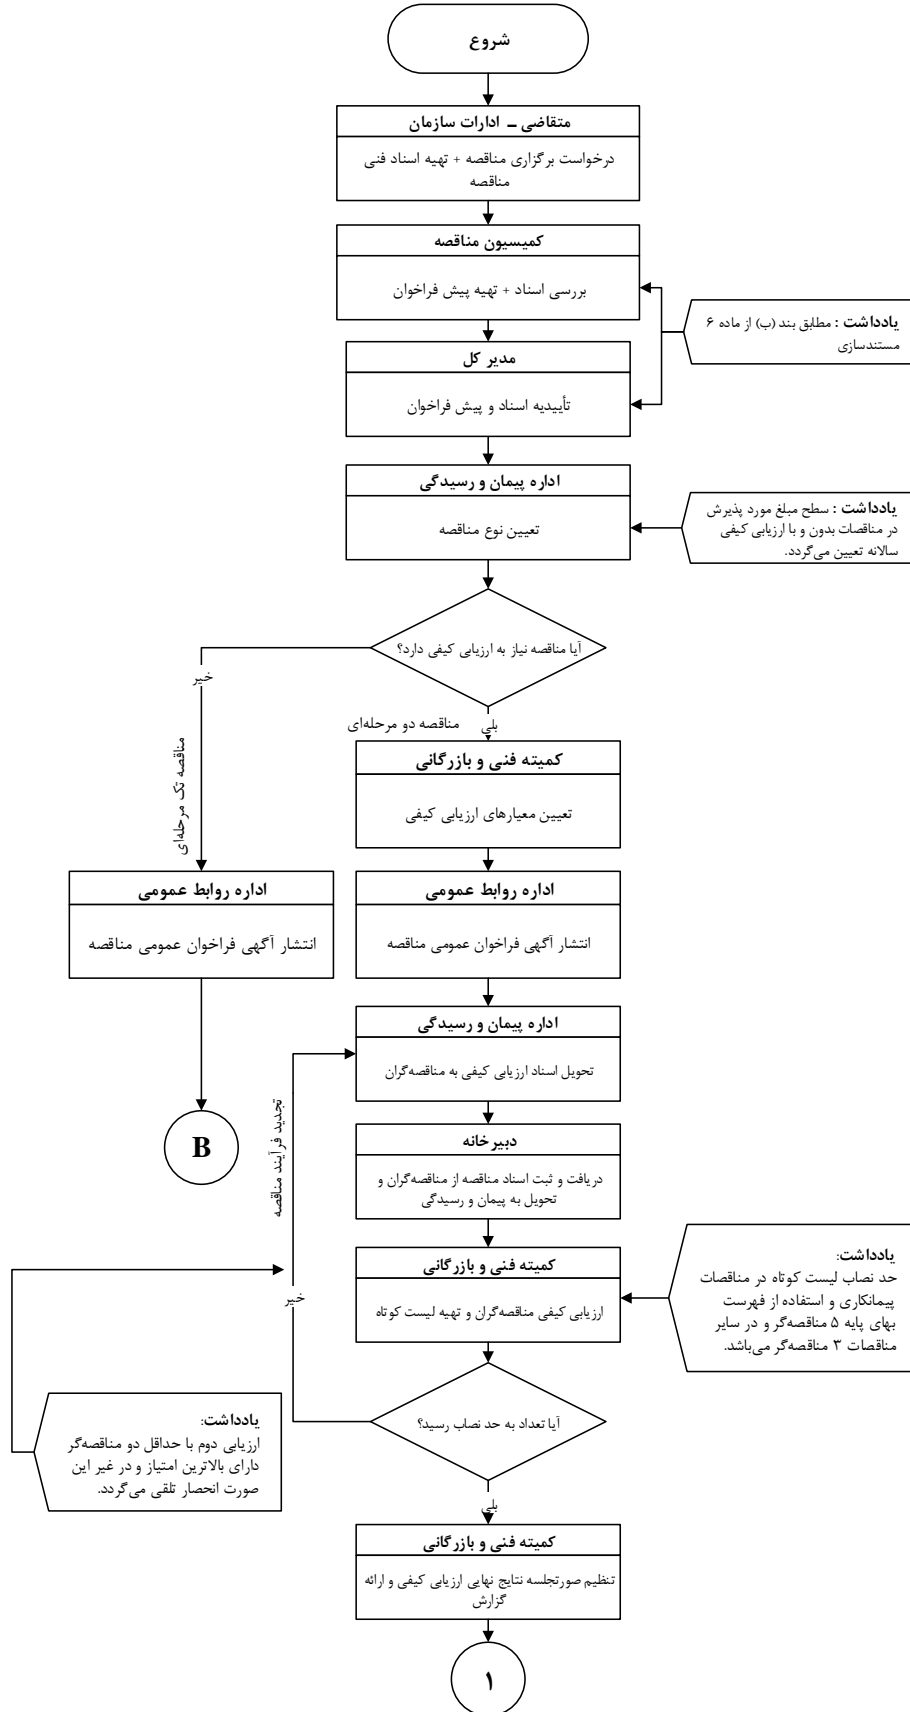 شروع
متقاضی – ادارات سازمان
درخواست برگزاری مناقصه + تهیه اسناد فنی
مناقصه
کمیسیون مناقصه
بررسی اسناد + تهیه پیش فراخوان
یادداشت : مطابق بند (ب) از ماده ۶
مستندسازی
مدیر کل
تأییدیه اسناد و پیش فراخوان
اداره پیمان و رسیدگی
تعیین نوع مناقصه
یادداشت : سطح مبلغ مورد پذیرش
در مناقصات بدون و با ارزیابی کیفی
سالانه تعیین می‌گردد.
آیا مناقصه نیاز به ارزیابی کیفی دارد؟
خیر
مناقصه تک مرحله‌ای
بلی
مناقصه دو مرحله‌ای
کمیته فنی و بازرگانی
تعیین معیارهای ارزیابی کیفی
اداره روابط عمومی
انتشار آگهی فراخوان عمومی مناقصه
اداره روابط عمومی
انتشار آگهی فراخوان عمومی مناقصه
اداره پیمان و رسیدگی
تحویل اسناد ارزیابی کیفی به مناقصه‌گران
B
تجدید فرآیند مناقصه
دبیرخانه
دریافت و ثبت اسناد مناقصه از مناقصه‌گران و
تحویل به پیمان و رسیدگی
کمیته فنی و بازرگانی
ارزیابی کیفی مناقصه‌گران و تهیه لیست کوتاه
یادداشت:
حد نصاب لیست کوتاه در مناقصات
پیمانکاری و استفاده از فهرست
بهای پایه ۵ مناقصه‌گر و در سایر
مناقصات ۳ مناقصه‌گر می‌باشد.
خیر
آیا تعداد به حد نصاب رسید؟
یادداشت:
ارزیابی دوم با حداقل دو مناقصه‌گر
دارای بالاترین امتیاز و در غیر این
صورت انحصار تلقی می‌گردد.
بلی
کمیته فنی و بازرگانی
تنظیم صورتجلسه نتایج نهایی ارزیابی کیفی و ارائه
گزارش
۱